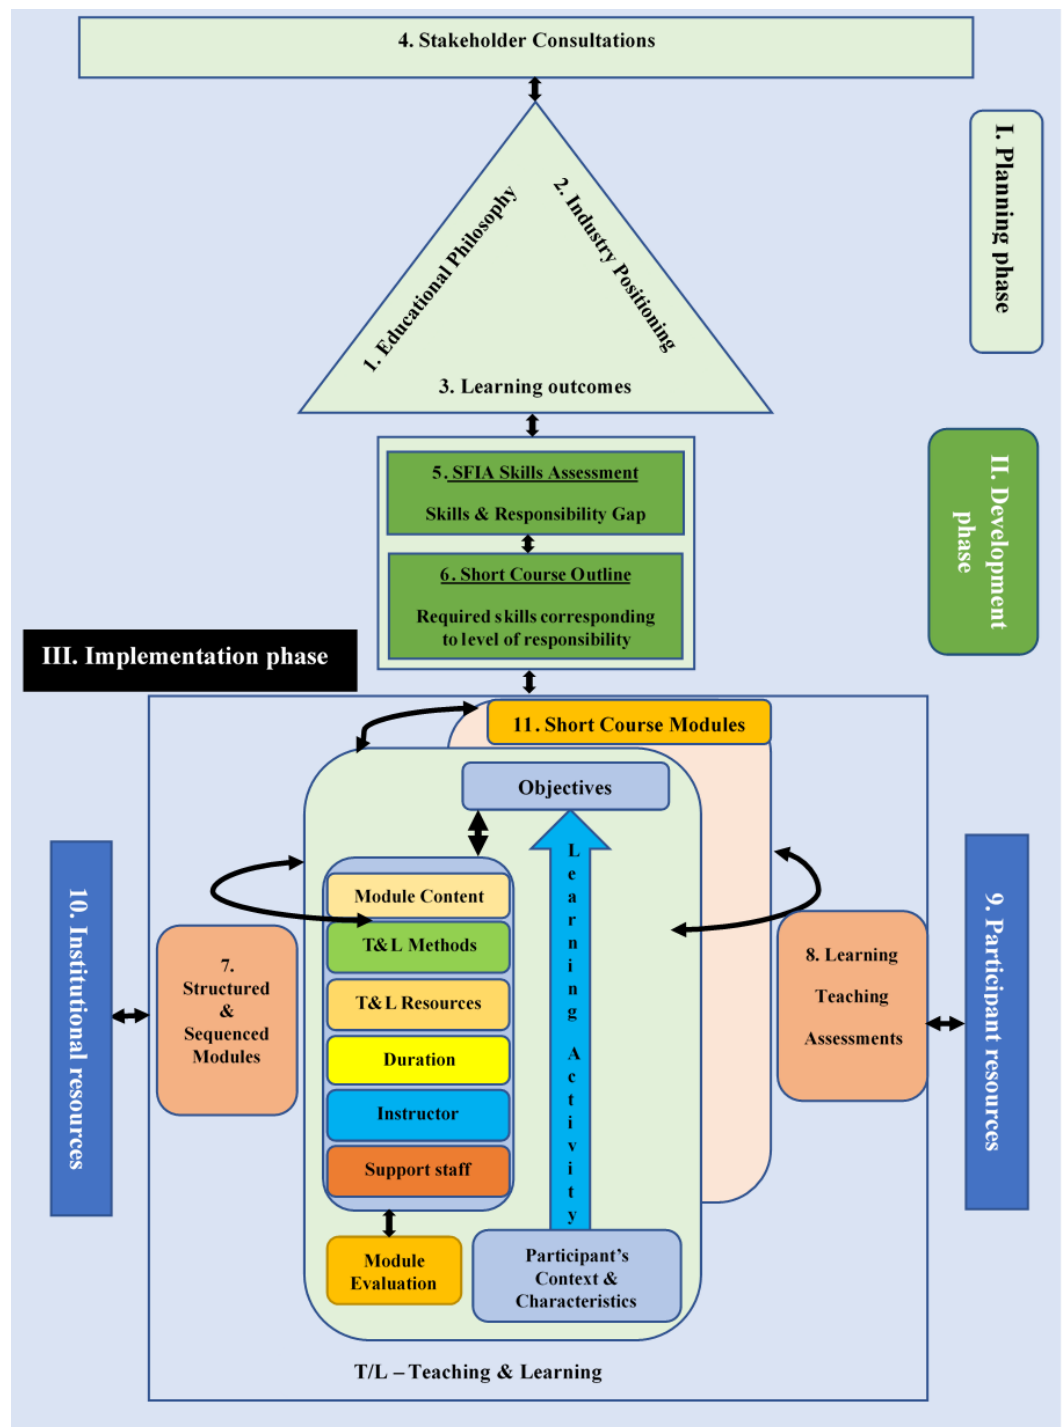 4. Stakeholder Consultations
I. Planning phase
1. Educational Philosophy
2. Industry Positioning
3. Learning outcomes
II. Development
phase
5. SFIA Skills Assessment
Skills & Responsibility Gap
6. Short Course Outline
Required skills corresponding
to level of responsibility
III. Implementation phase
11. Short Course Modules
Objectives
Learning Activity
Module Content
T&L Methods
T&L Resources
Duration
Instructor
Support staff
Module
Evaluation
Participant's
Context &
Characteristics
10. Institutional resources
7.
Structured
&
Sequenced
Modules
8. Learning
Teaching
Assessments
9. Participant resources
T/L – Teaching & Learning